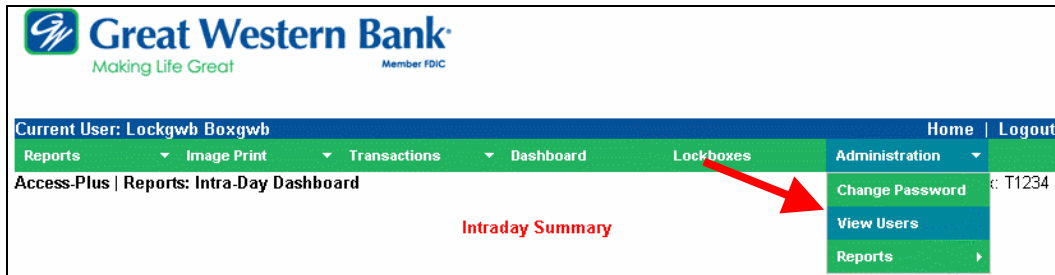 Great Western Bank
Making Life Great Member FDIC
Current User: Lockgwb Boxgwb Home | Logout
Reports Image Print Transactions Dashboard Lockboxes Administration
Access-Plus | Reports: Intra-Day Dashboard : T1234
Change Password
Intraday Summary View Users
Reports